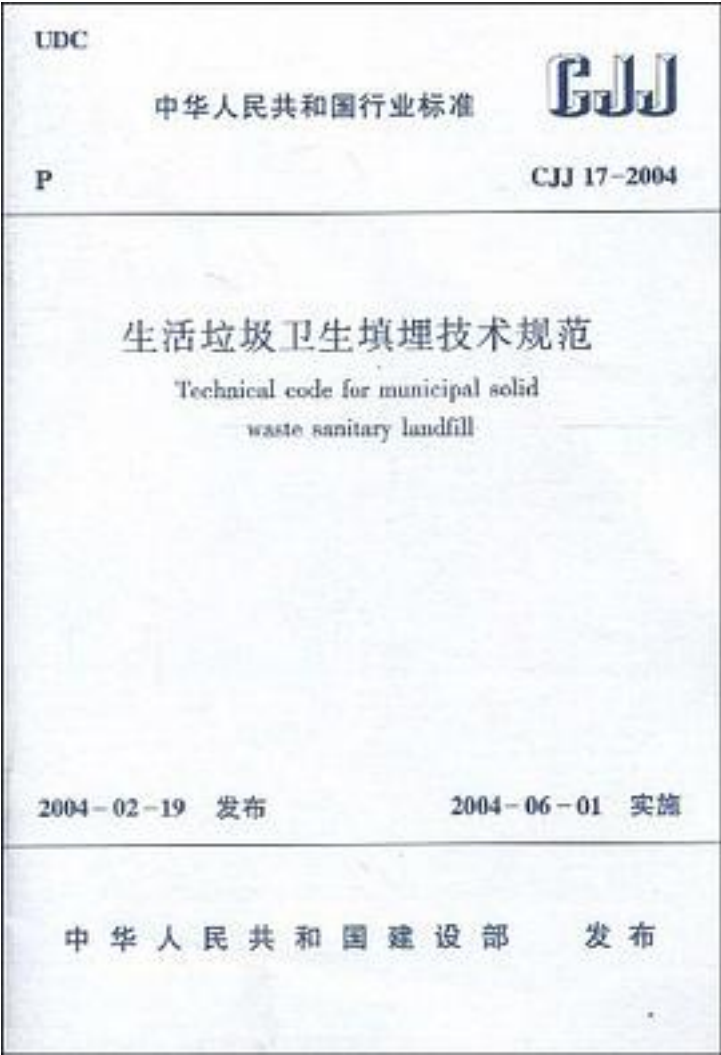 UDC
中华人民共和国行业标准
CJJ
P
CJJ 17-2004
生活垃圾卫生填埋技术规范
Technical code for municipal solid
waste sanitary landfill
2004-02-19 发布
2004-06-01 实施
中华人民共和国建设部 发布